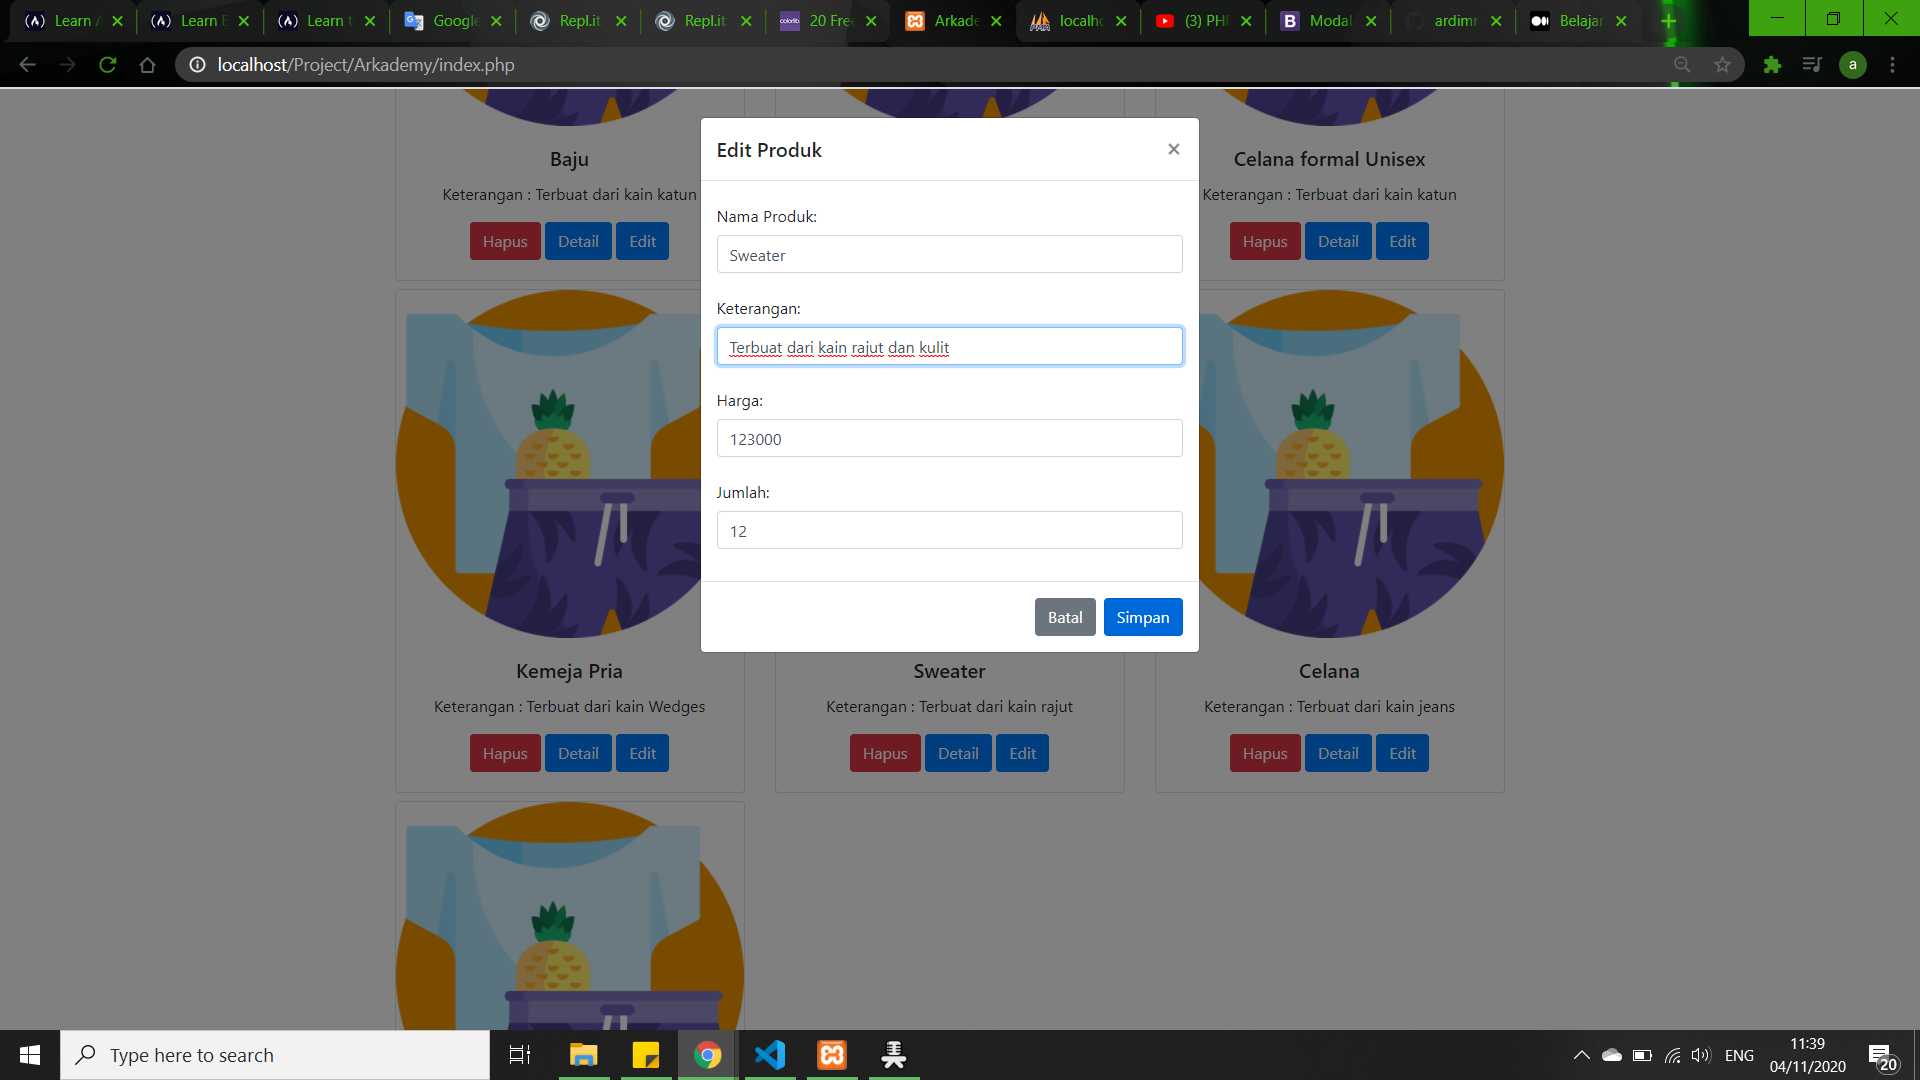 Learn
Learn
Learn
Google
Repl.it
Repl.it
20 Free
Arkade
localho
(3) PH
Modal
ardimr
Belajar
localhost/Project/Arkademy/index.php
a
Baju
Keterangan : Terbuat dari kain katun
Hapus Detail Edit
Celana formal Unisex
Keterangan : Terbuat dari kain katun
Hapus Detail Edit
Edit Produk
×
Nama Produk:
Sweater
Keterangan:
Terbuat dari kain rajut dan kulit
Harga:
123000
Jumlah:
12
Batal Simpan
Kemeja Pria
Keterangan : Terbuat dari kain Wedges
Hapus Detail Edit
Sweater
Keterangan : Terbuat dari kain rajut
Hapus Detail Edit
Celana
Keterangan : Terbuat dari kain jeans
Hapus Detail Edit
Type here to search
ENG
11:39
04/11/2020
20